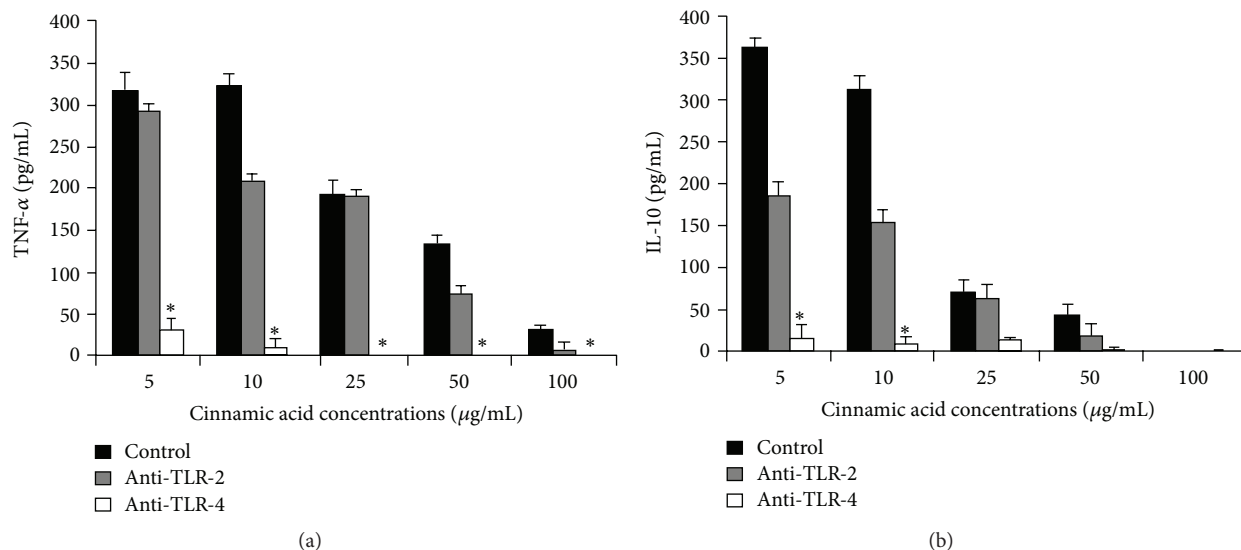 400
350
300
250
200
150
100
50
0
TNF-α (pg/mL)
*
*
*
*
*
5 10 25 50 100
Cinnamic acid concentrations (μg/mL)
Control
Anti-TLR-2
Anti-TLR-4
(a)
400
350
300
250
200
150
100
50
0
IL-10 (pg/mL)
*
*
5 10 25 50 100
Cinnamic acid concentrations (μg/mL)
Control
Anti-TLR-2
Anti-TLR-4
(b)